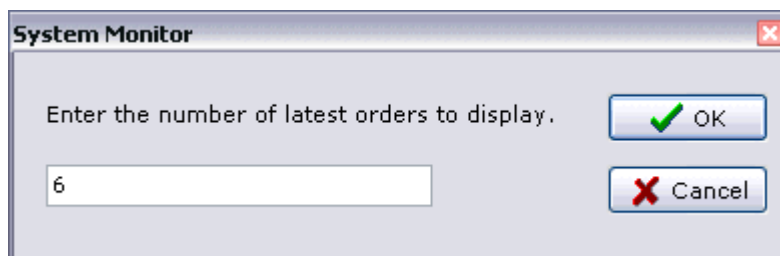 System Monitor
Enter the number of latest orders to display.
OK
6
Cancel